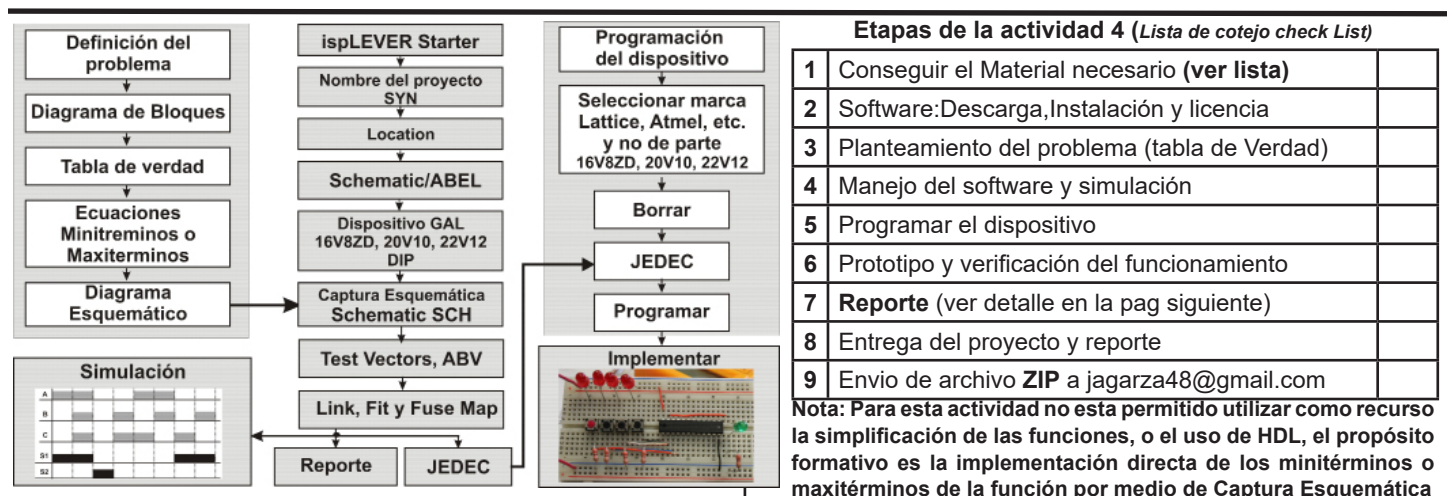 Definición del
problema
Diagrama de Bloques
Tabla de verdad
Ecuaciones
Minitreminos o
Maxiterminos
Diagrama
Esquemático
Simulación
A
B
C
S1
S2
ispLEVER Starter
Nombre del proyecto
SYN
Location
Schematic/ABEL
Dispositivo GAL
16V8ZD, 20V10, 22V12
DIP
Captura Esquemática
Schematic SCH
Test Vectors, ABV
Link, Fit y Fuse Map
Reporte
JEDEC
Programación
del dispositivo
Seleccionar marca
Lattice, Atmel, etc.
y no de parte
16V8ZD, 20V10, 22V12
Borrar
JEDEC
Programar
Implementar
Etapas de la actividad 4 (Lista de cotejo check List)
1 Conseguir el Material necesario (ver lista)
2 Software:Descarga,Instalación y licencia
3 Planteamiento del problema (tabla de Verdad)
4 Manejo del software y simulación
5 Programar el dispositivo
6 Prototipo y verificación del funcionamiento
7 Reporte (ver detalle en la pag siguiente)
8 Entrega del proyecto y reporte
9 Envio de archivo ZIP a jagarza48@gmail.com
Nota: Para esta actividad no esta permitido utilizar como recurso
la simplificación de las funciones, o el uso de HDL, el propósito
formativo es la implementación directa de los minitérminos o
maxitérminos de la función por medio de Captura Esquemática